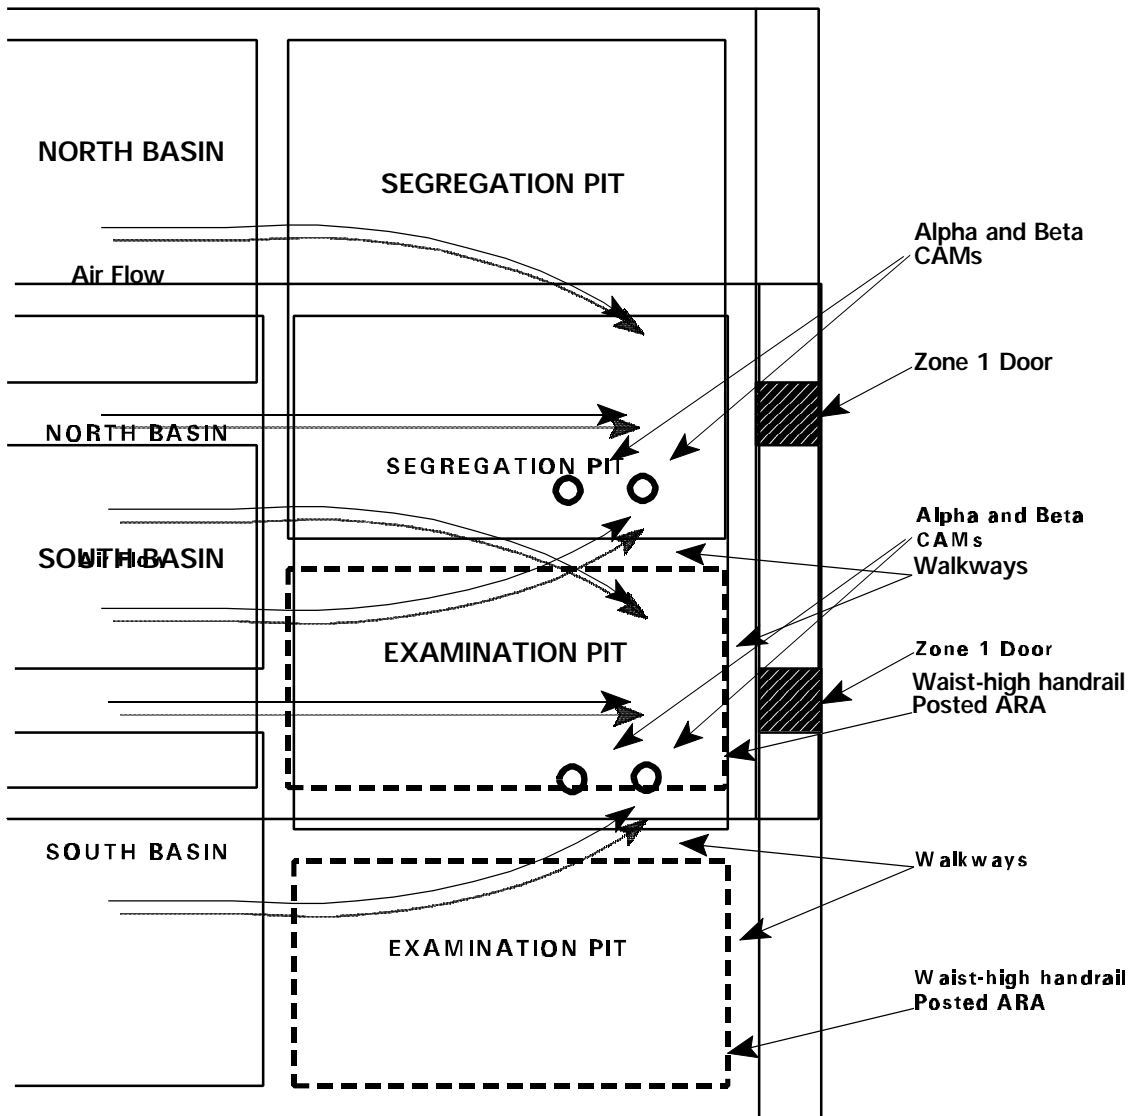 NORTH BASIN
SEGREGATION PIT
Alpha and Beta
CAMs
Air Flow
Zone 1 Door
NORTH BASIN
SEGREGATION PIT
Alpha and Beta
CAMs
SOUTH BASIN
Air Flow
Walkways
EXAMINATION PIT
Zone 1 Door
Waist-high handrail
Posted ARA
SOUTH BASIN
Walkways
EXAMINATION PIT
Waist-high handrail
Posted ARA